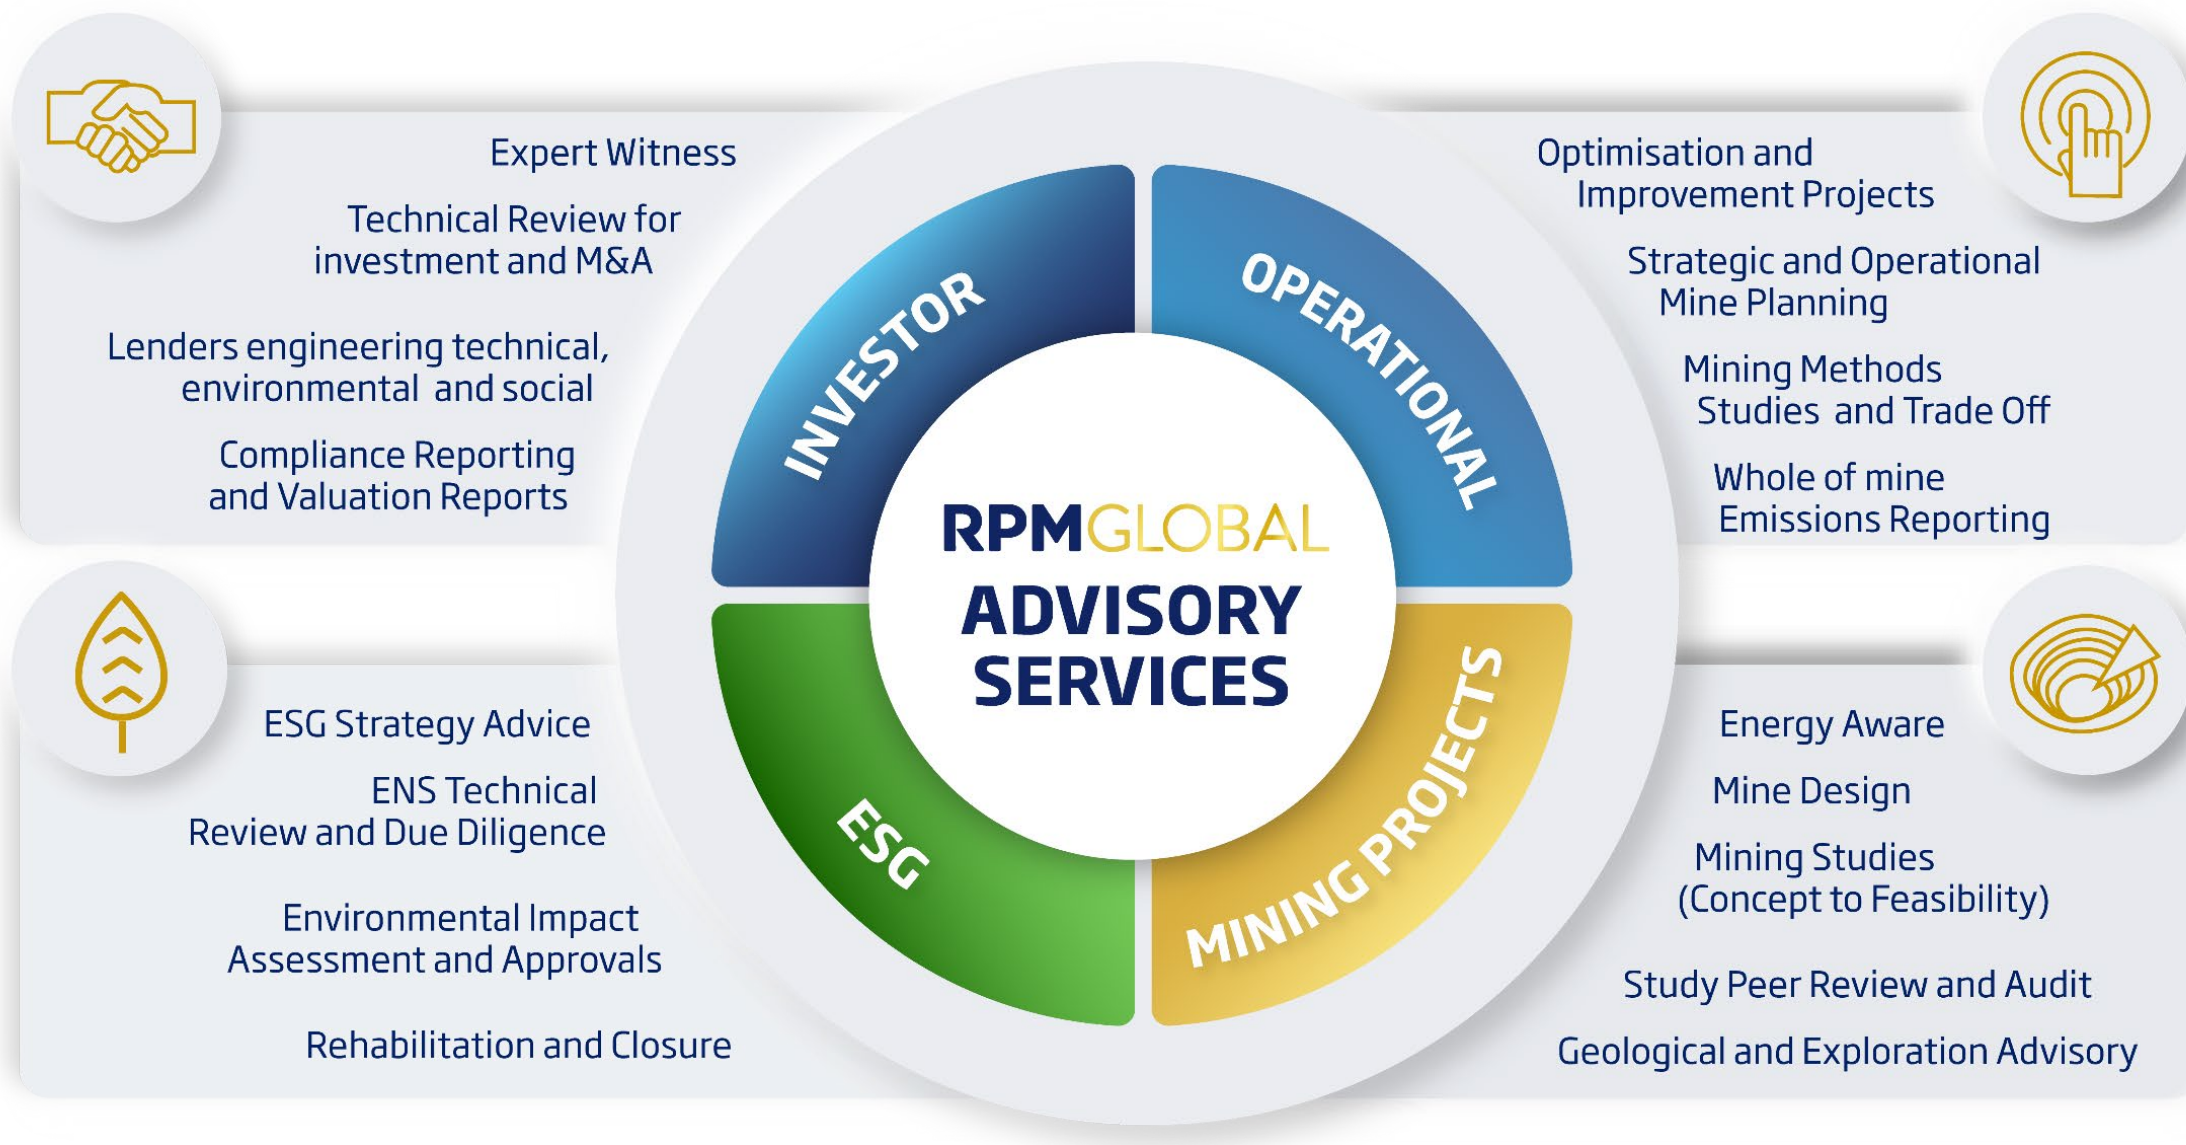 Expert Witness
Technical Review for
investment and M&A
Lenders engineering technical,
environmental and social
Compliance Reporting
and Valuation Reports
INVESTOR
OPERATIONAL
Optimisation and
Improvement Projects
Strategic and Operational
Mine Planning
Mining Methods
Studies and Trade Off
Whole of mine
Emissions Reporting
RPMGLOBAL
ADVISORY
SERVICES
ESG Strategy Advice
ENS Technical
Review and Due Diligence
Environmental Impact
Assessment and Approvals
Rehabilitation and Closure
ESG
MINING PROJECTS
Energy Aware
Mine Design
Mining Studies
(Concept to Feasibility)
Study Peer Review and Audit
Geological and Exploration Advisory